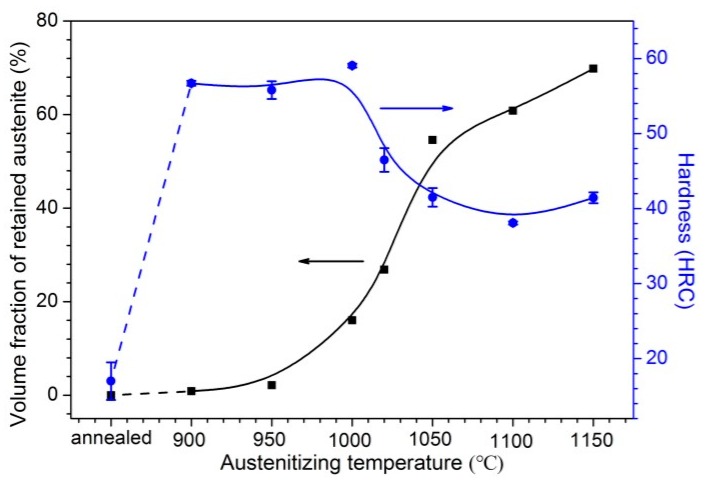 Volume fraction of retained austenite (%)
80
60
40
20
0
annealed 900 950 1000 1050 1100 1150
Austenitizing temperature (℃)
60
50
40
30
20
Hardness (HRC)